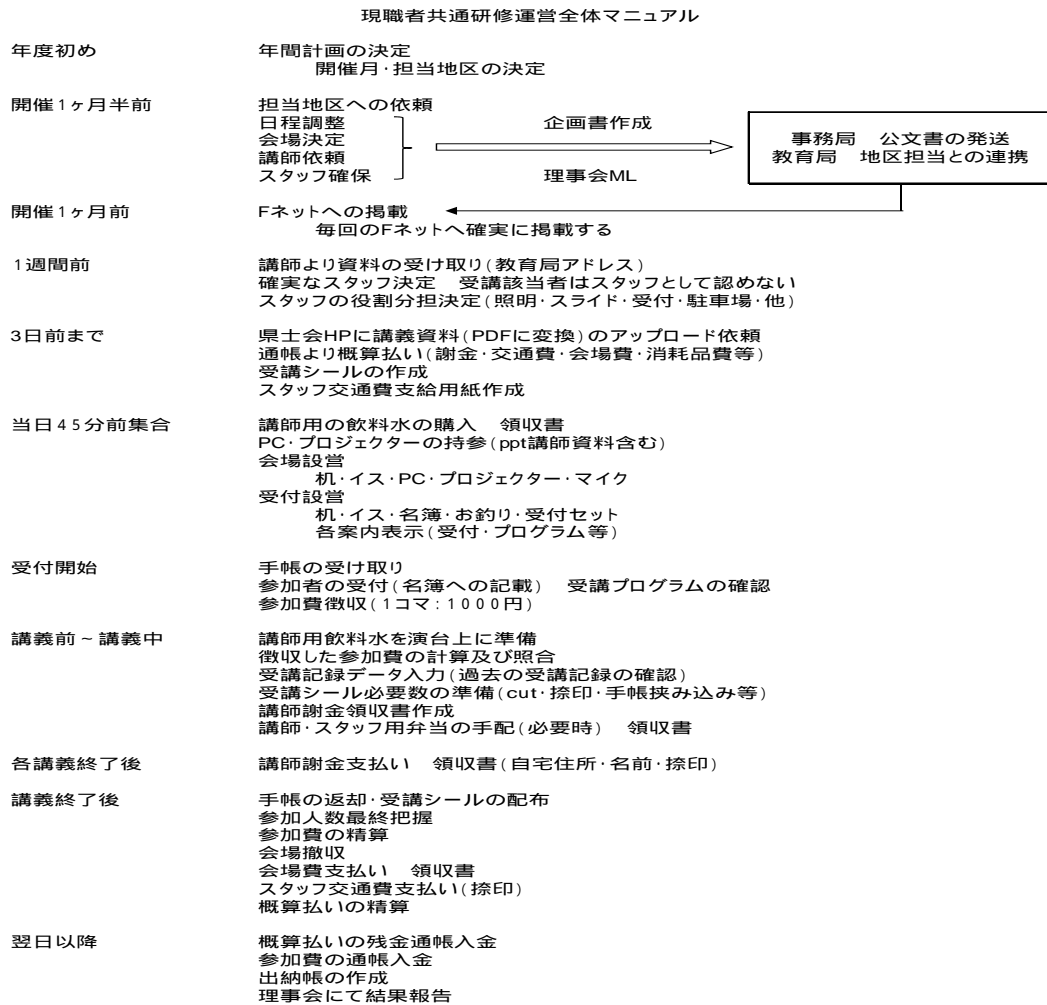 現職者共通研修運営全体マニュアル
年度初め 年間計画の決定
開催月·担当地区の決定
開催1ヶ月半前 担当地区への依頼
日程調整 企画書作成
会場決定
講師依頼
スタッフ確保 理事会ML
事務局 公文書の発送
教育局 地区担当との連携
開催1ヶ月前 Fネットへの掲載
毎回のFネットへ確実に掲載する
1週間前 講師より資料の受け取り(教育局アドレス)
確実なスタッフ決定 受講該当者はスタッフとして認めない
スタッフの役割分担決定(照明·スライド·受付·駐車場·他)
3日前まで 県士会HPに講義資料(PDFに変換)のアップロード依頼
通帳より概算払い(謝金·交通費·会場費·消耗品費等)
受講シールの作成
スタッフ交通費支給用紙作成
当日45分前集合 講師用の飲料水の購入 領収書
PC·プロジェクターの持参(ppt講師資料含む)
会場設営
机·イス·PC·プロジェクター·マイク
受付設営
机·イス·名簿·お釣り·受付セット
各案内表示(受付·プログラム等)
受付開始 手帳の受け取り
参加者の受付(名簿への記載) 受講プログラムの確認
参加費徴収(1コマ:1000円)
講義前~講義中 講師用飲料水を演台上に準備
徴収した参加費の計算及び照合
受講記録データ入力(過去の受講記録の確認)
受講シール必要数の準備(cut·捺印·手帳挟み込み等)
講師謝金領収書作成
講師·スタッフ用弁当の手配(必要時) 領収書
各講義終了後 講師謝金支払い 領収書(自宅住所·名前·捺印)
講義終了後 手帳の返却·受講シールの配布
参加人数最終把握
参加費の精算
会場撤収
会場費支払い 領収書
スタッフ交通費支払い(捺印)
概算払いの精算
翌日以降 概算払いの残金通帳入金
参加費の通帳入金
出納帳の作成
理事会にて結果報告